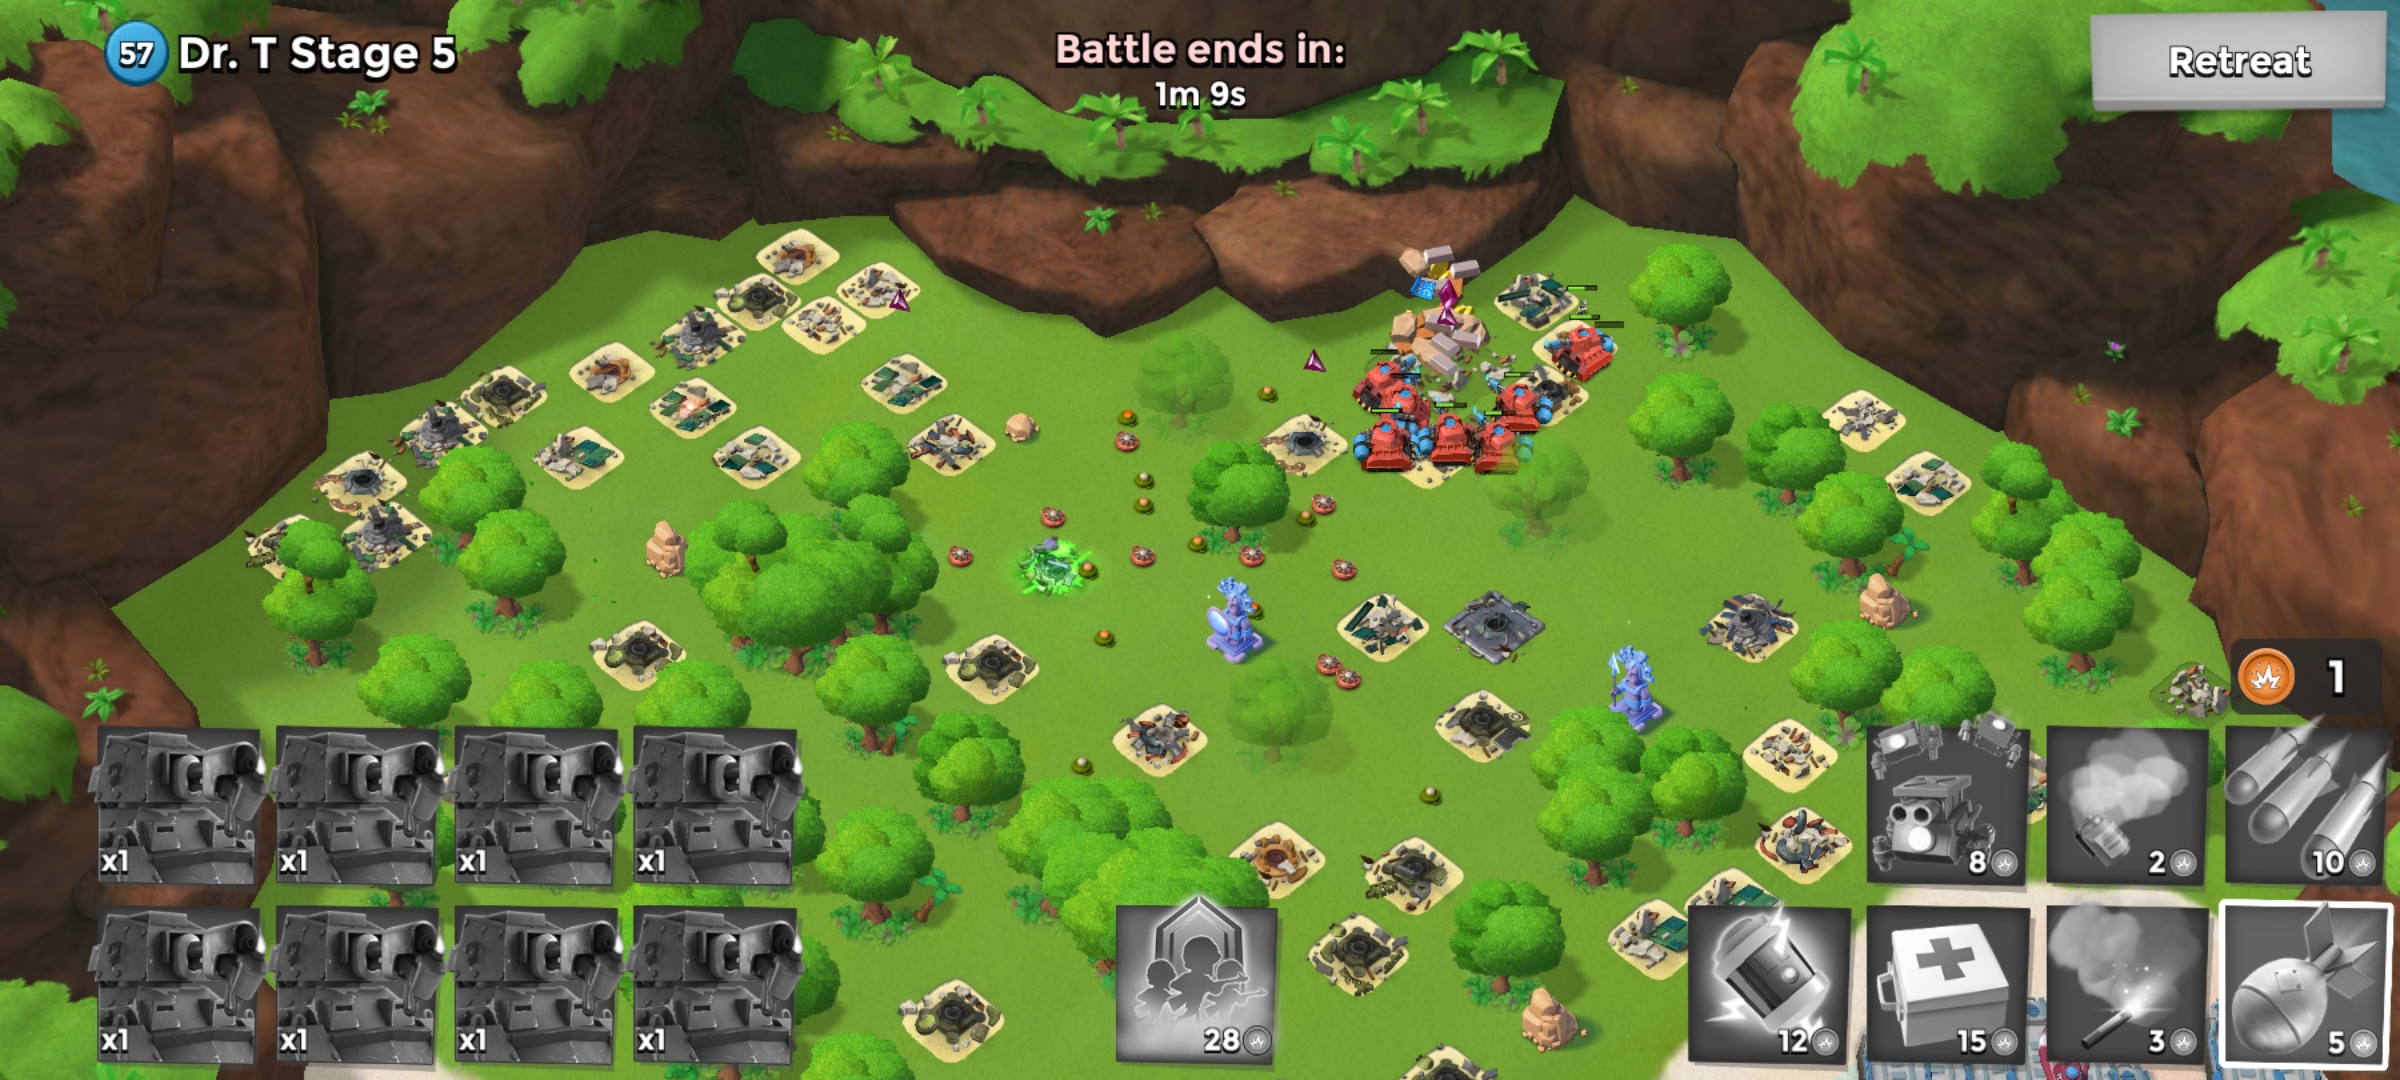 57 Dr. T Stage 5
Battle ends in:
1m 9s
Retreat
1
x1 x1 x1 x1
8 2 10
x1 x1 x1 x1
28 12 15 3 5